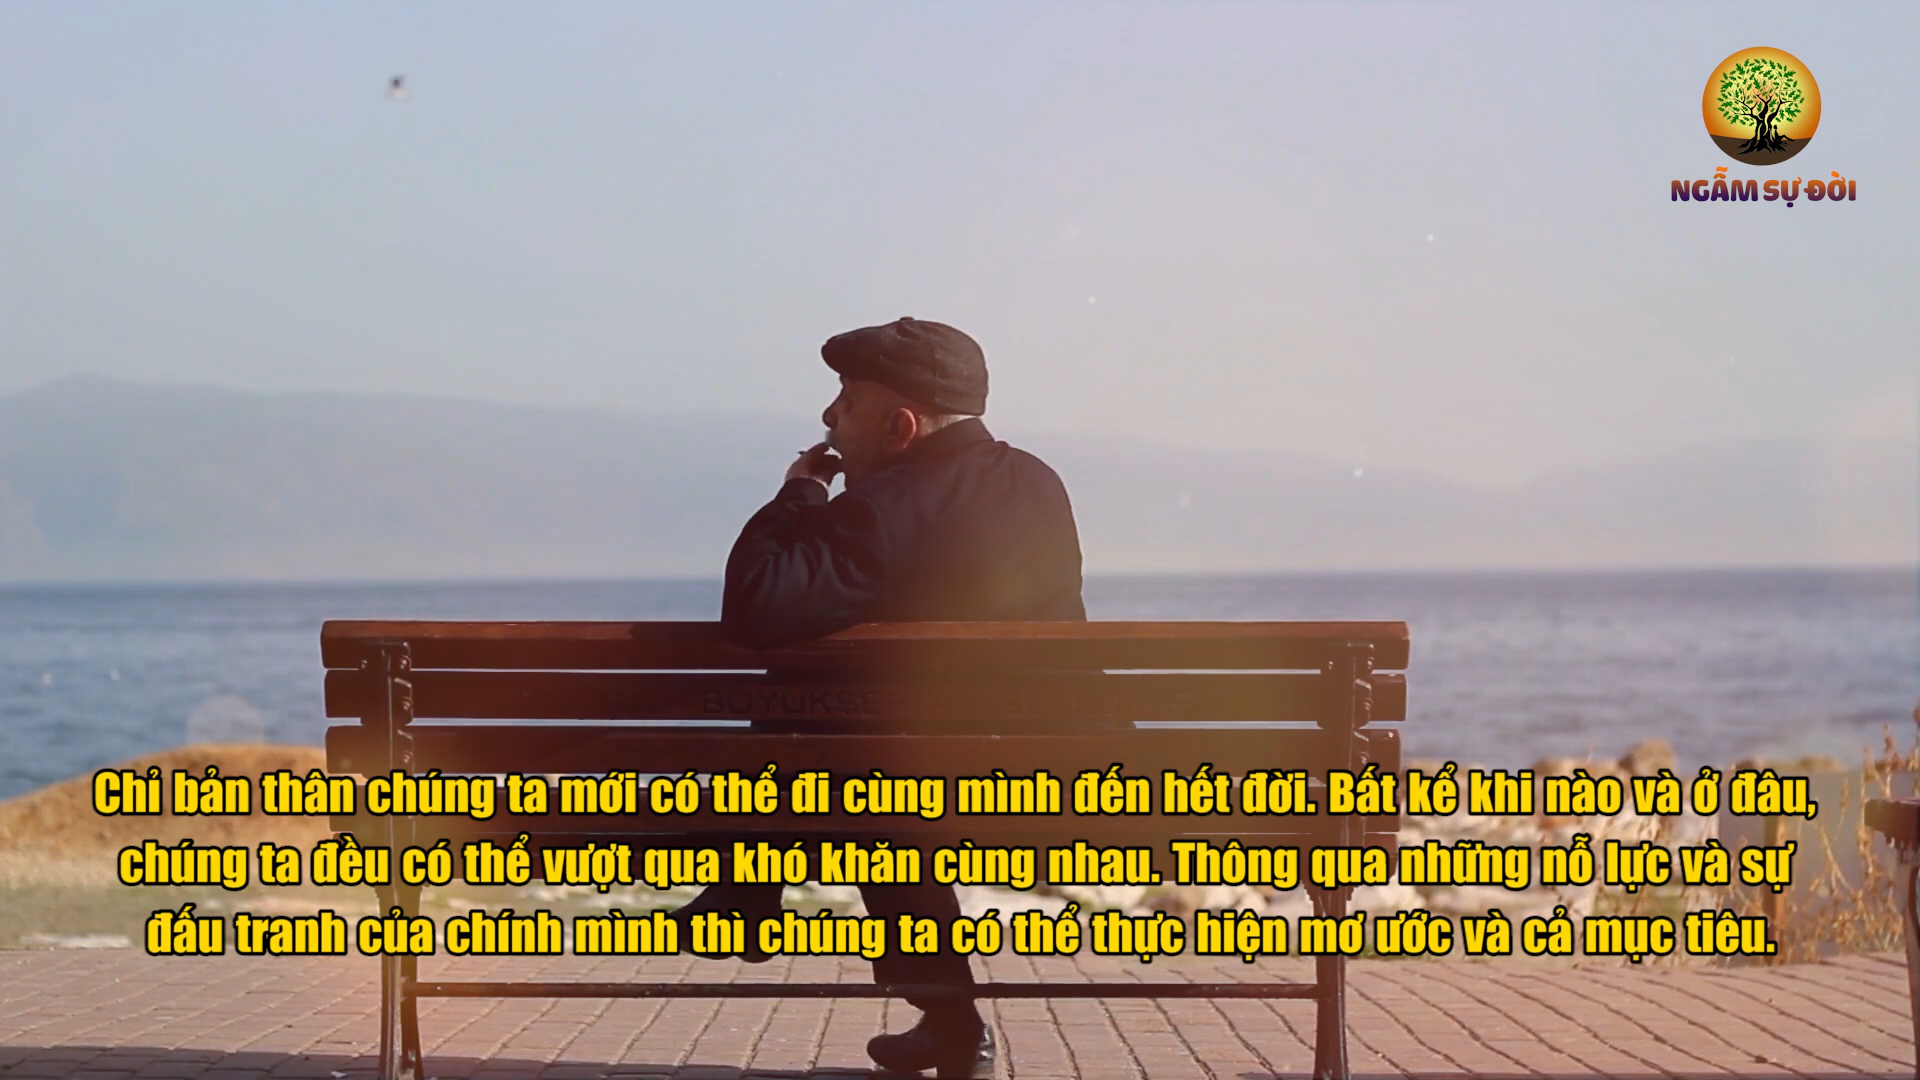 NGẪM SỰ ĐỜI
Chỉ bản thân chúng ta mới có thể đi cùng mình đến hết đời. Bất kể khi nào và ở đâu,
chúng ta đều có thể vượt qua khó khăn cùng nhau. Thông qua những nỗ lực và sự
đấu tranh của chính mình thì chúng ta có thể thực hiện mơ ước và cả mục tiêu.